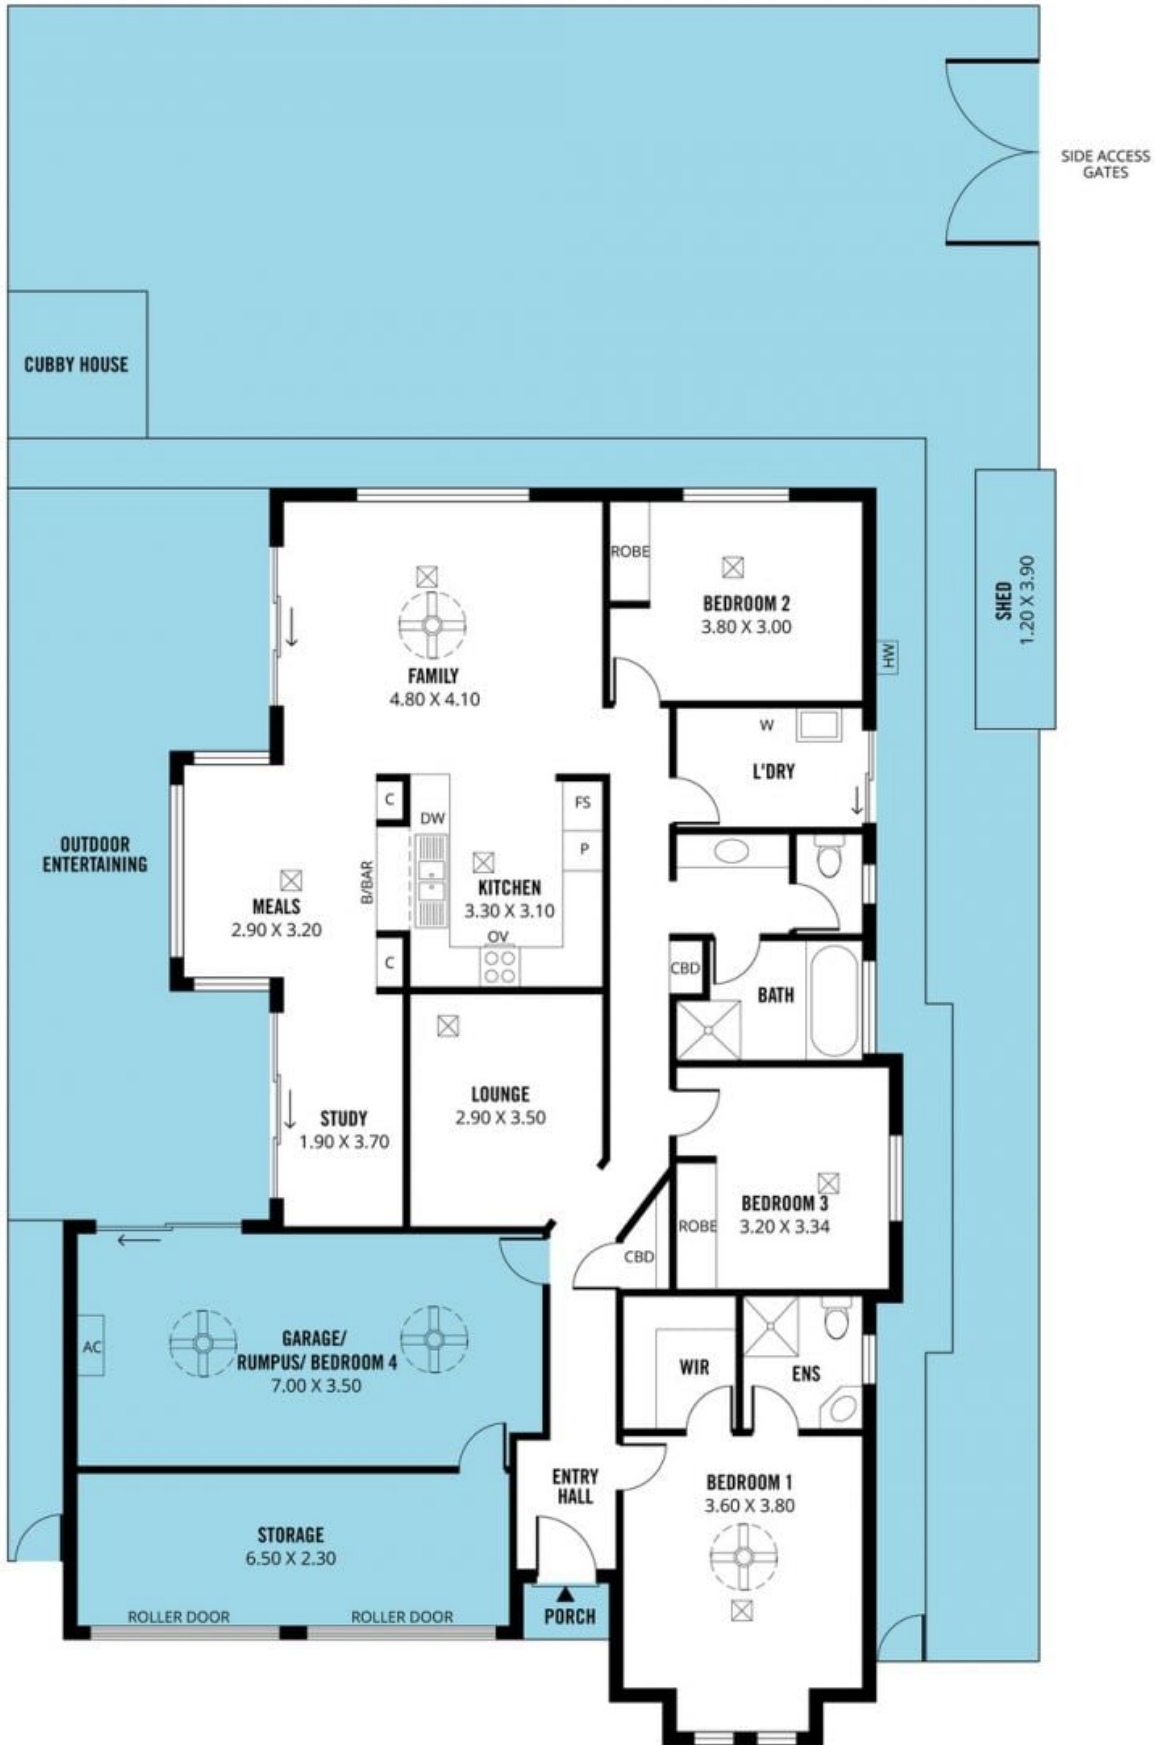 SIDE ACCESS
GATES
CUBBY HOUSE
ROBE
BEDROOM 2
3.80 X 3.00
SHED
1.20 X 3.90
HW
FAMILY
4.80 X 4.10
W
L'DRY
C
DW
FS
P
OUTDOOR
ENTERTAINING
B/BAR
KITCHEN
3.30 X 3.10
MEALS
2.90 X 3.20
OV
C
CBD
BATH
LOUNGE
2.90 X 3.50
STUDY
1.90 X 3.70
BEDROOM 3
3.20 X 3.34
ROBE
CBD
AC
GARAGE/
RUMPUS/ BEDROOM 4
7.00 X 3.50
WIR
ENS
ENTRY
HALL
BEDROOM 1
3.60 X 3.80
STORAGE
6.50 X 2.30
ROLLER DOOR
ROLLER DOOR
PORCH